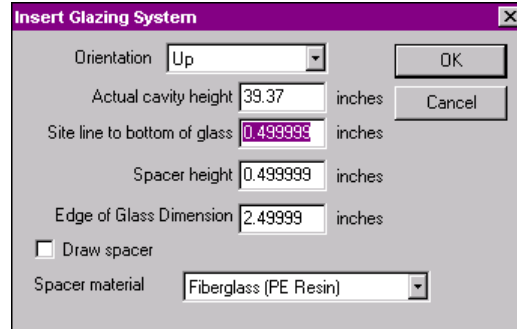 Insert Glazing System
Orientation Up OK
Actual cavity height 39.37 inches Cancel
Site line to bottom of glass 0.499999 inches
Spacer height 0.499999 inches
Edge of Glass Dimension 2.49999 inches
Draw spacer
Spacer material Fiberglass (PE Resin)